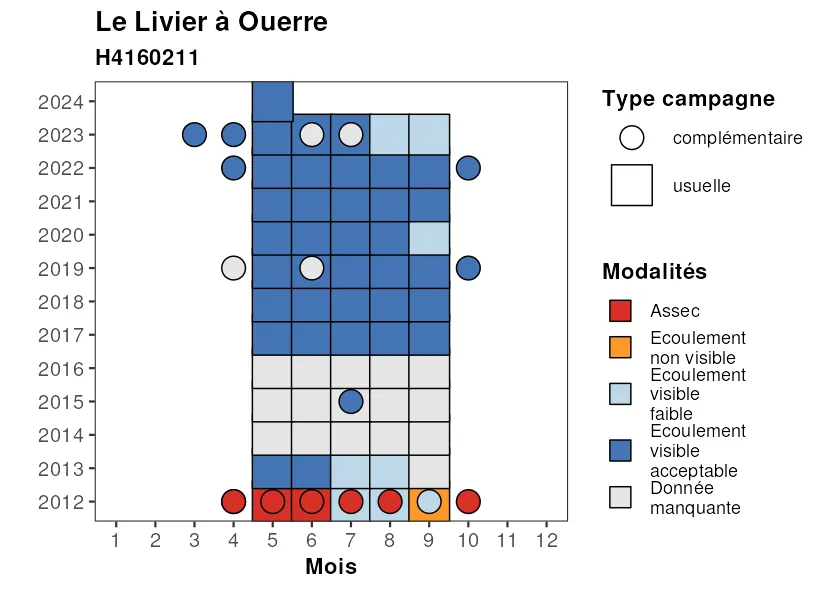 Le Livier à Ouerre
H4160211
2024
2023
2022
2021
2020
2019
2018
2017
2016
2015
2014
2013
2012
1 2 3 4 5 6 7 8 9 10 11 12
Mois
Type campagne
complémentaire
usuelle
Modalités
Assec
Ecoulement
non visible
Ecoulement
visible
faible
Ecoulement
visible
acceptable
Donnée
manquante